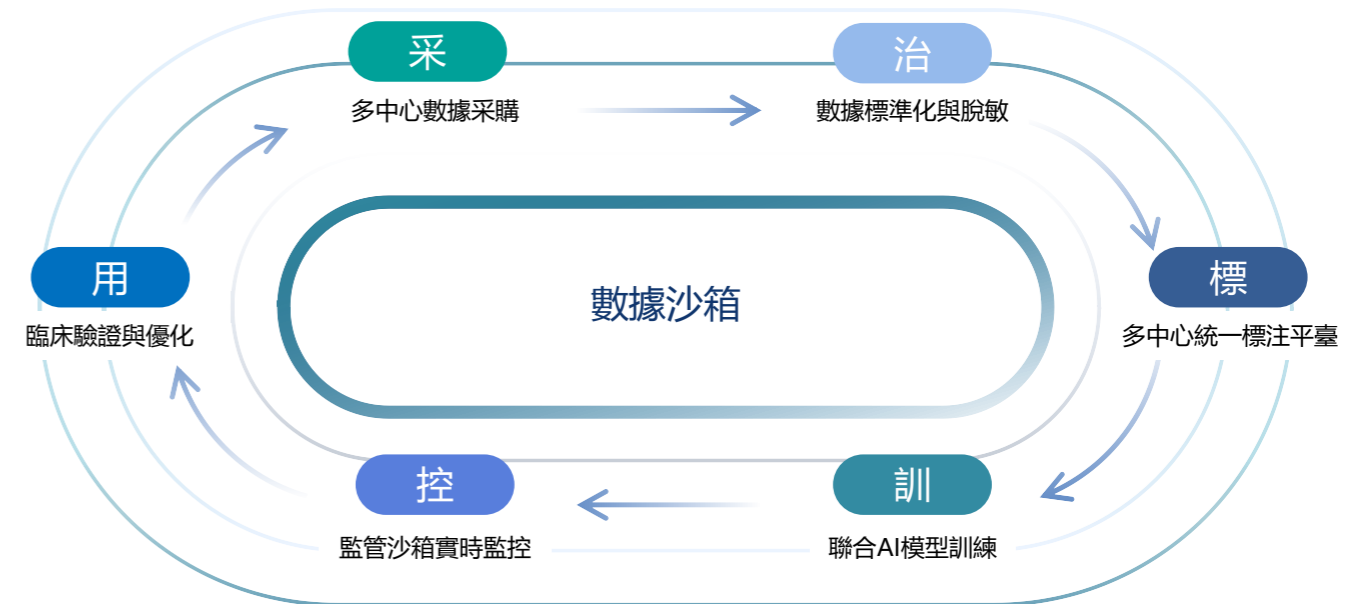 采
多中心數據采購
治
數據標準化與脫敏
標
多中心統一標注平臺
訓
聯合AI模型訓練
控
監管沙箱實時監控
用
臨床驗證與優化
數據沙箱